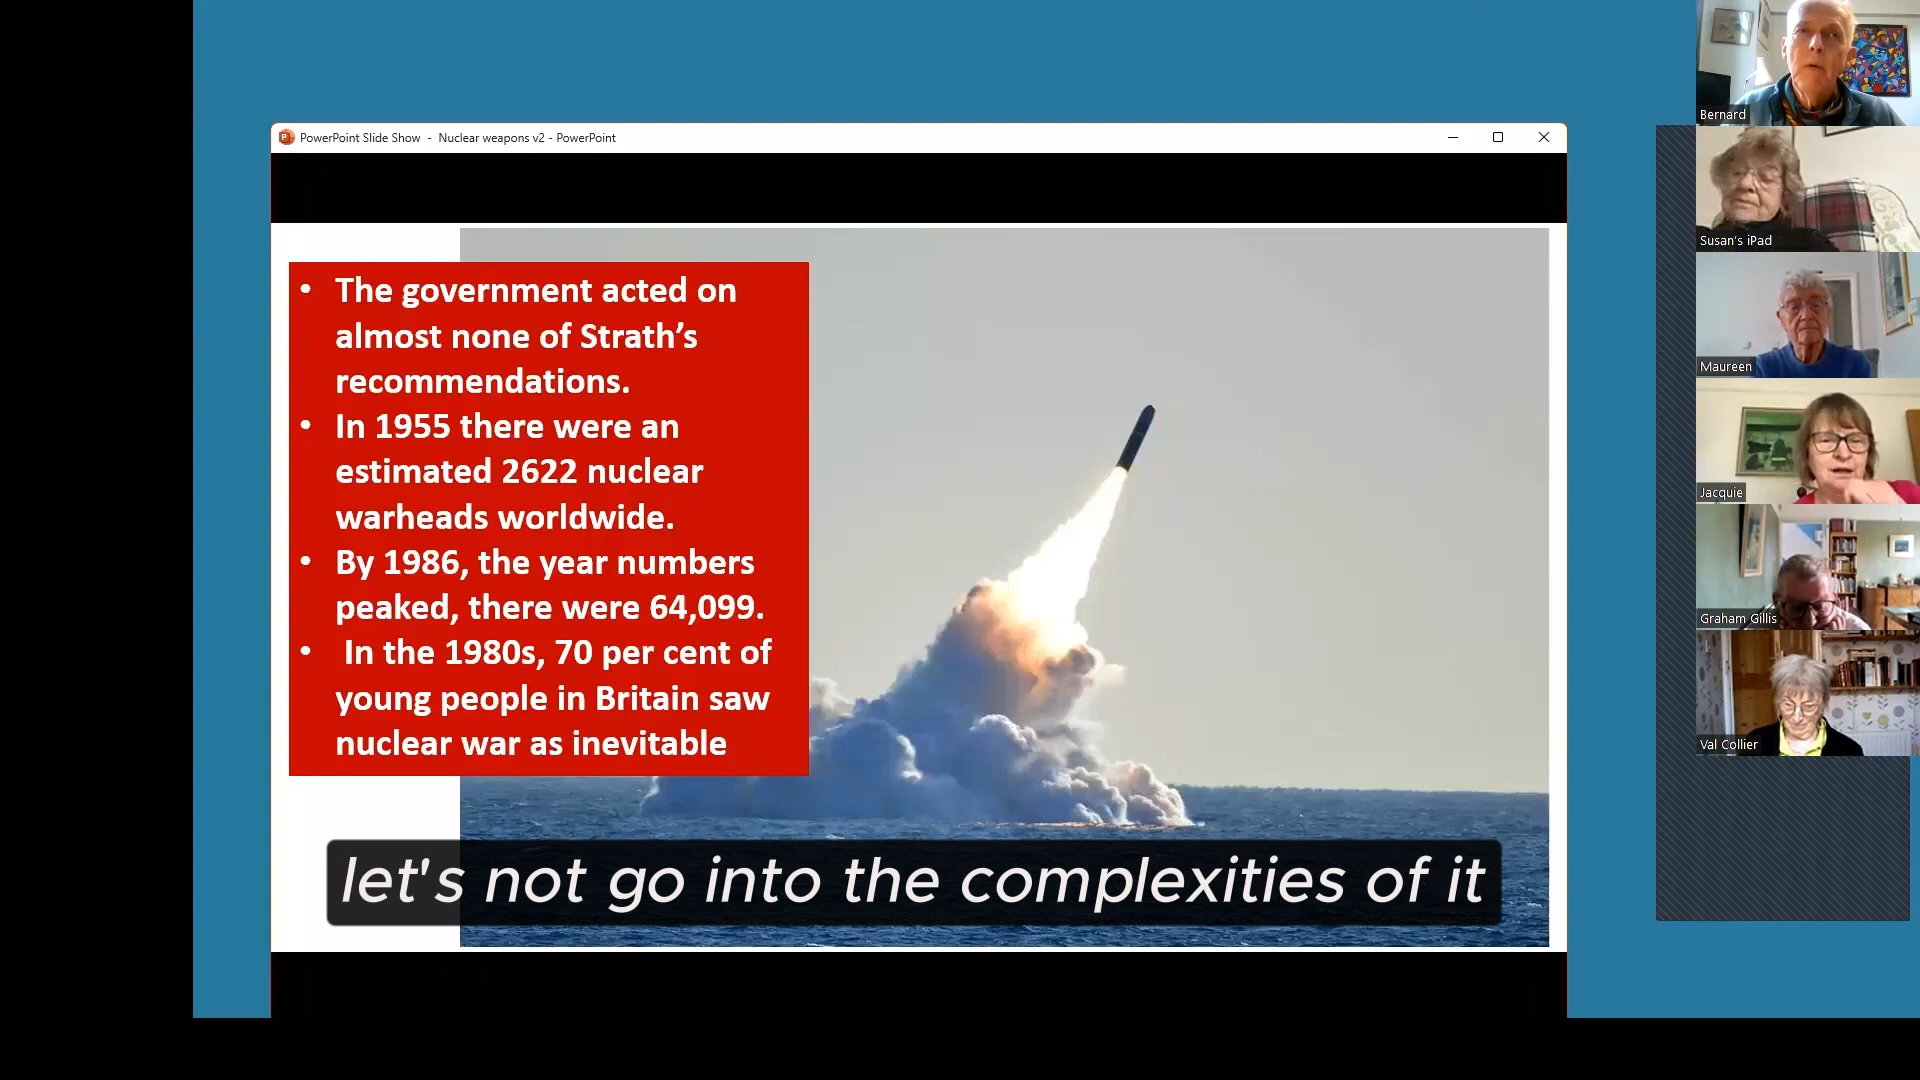 PowerPoint Slide Show - Nuclear weapons v2 - PowerPoint
• The government acted on
almost none of Strath’s
recommendations.
• In 1955 there were an
estimated 2622 nuclear
warheads worldwide.
• By 1986, the year numbers
peaked, there were 64,099.
• In the 1980s, 70 per cent of
young people in Britain saw
nuclear war as inevitable
let's not go into the complexities of it
Bernard
Susan's iPad
Maureen
Jacquie
Graham Gillis
Val Collier